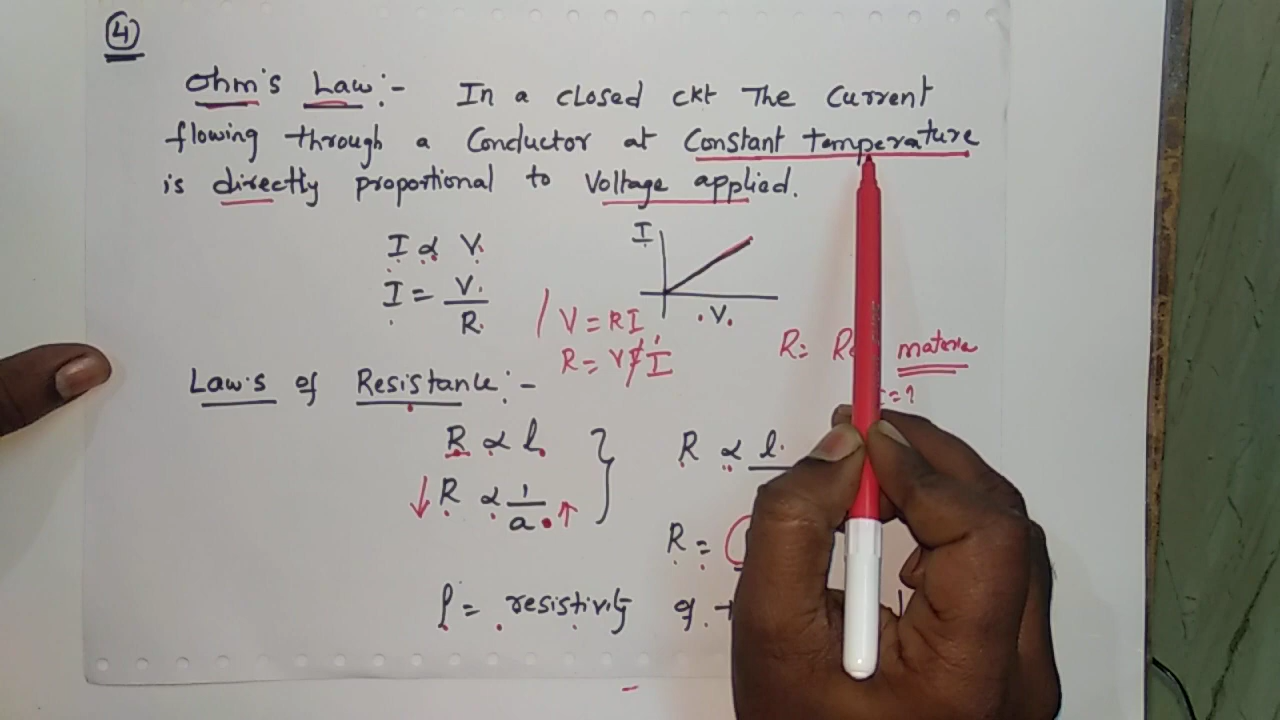 4
Ohm's Law:- In a closed ckt The Current
flowing through a Conductor at Constant temperature
is directly proportional to Voltage applied.
I ∝ V
I
I = V/R
V.
V = RI
R = V/I
R =
materia
Law's of Resistance:-
R ∝ l
R ∝ l
↓ R ∝ 1/a ↑
R =
ρ = resistivity